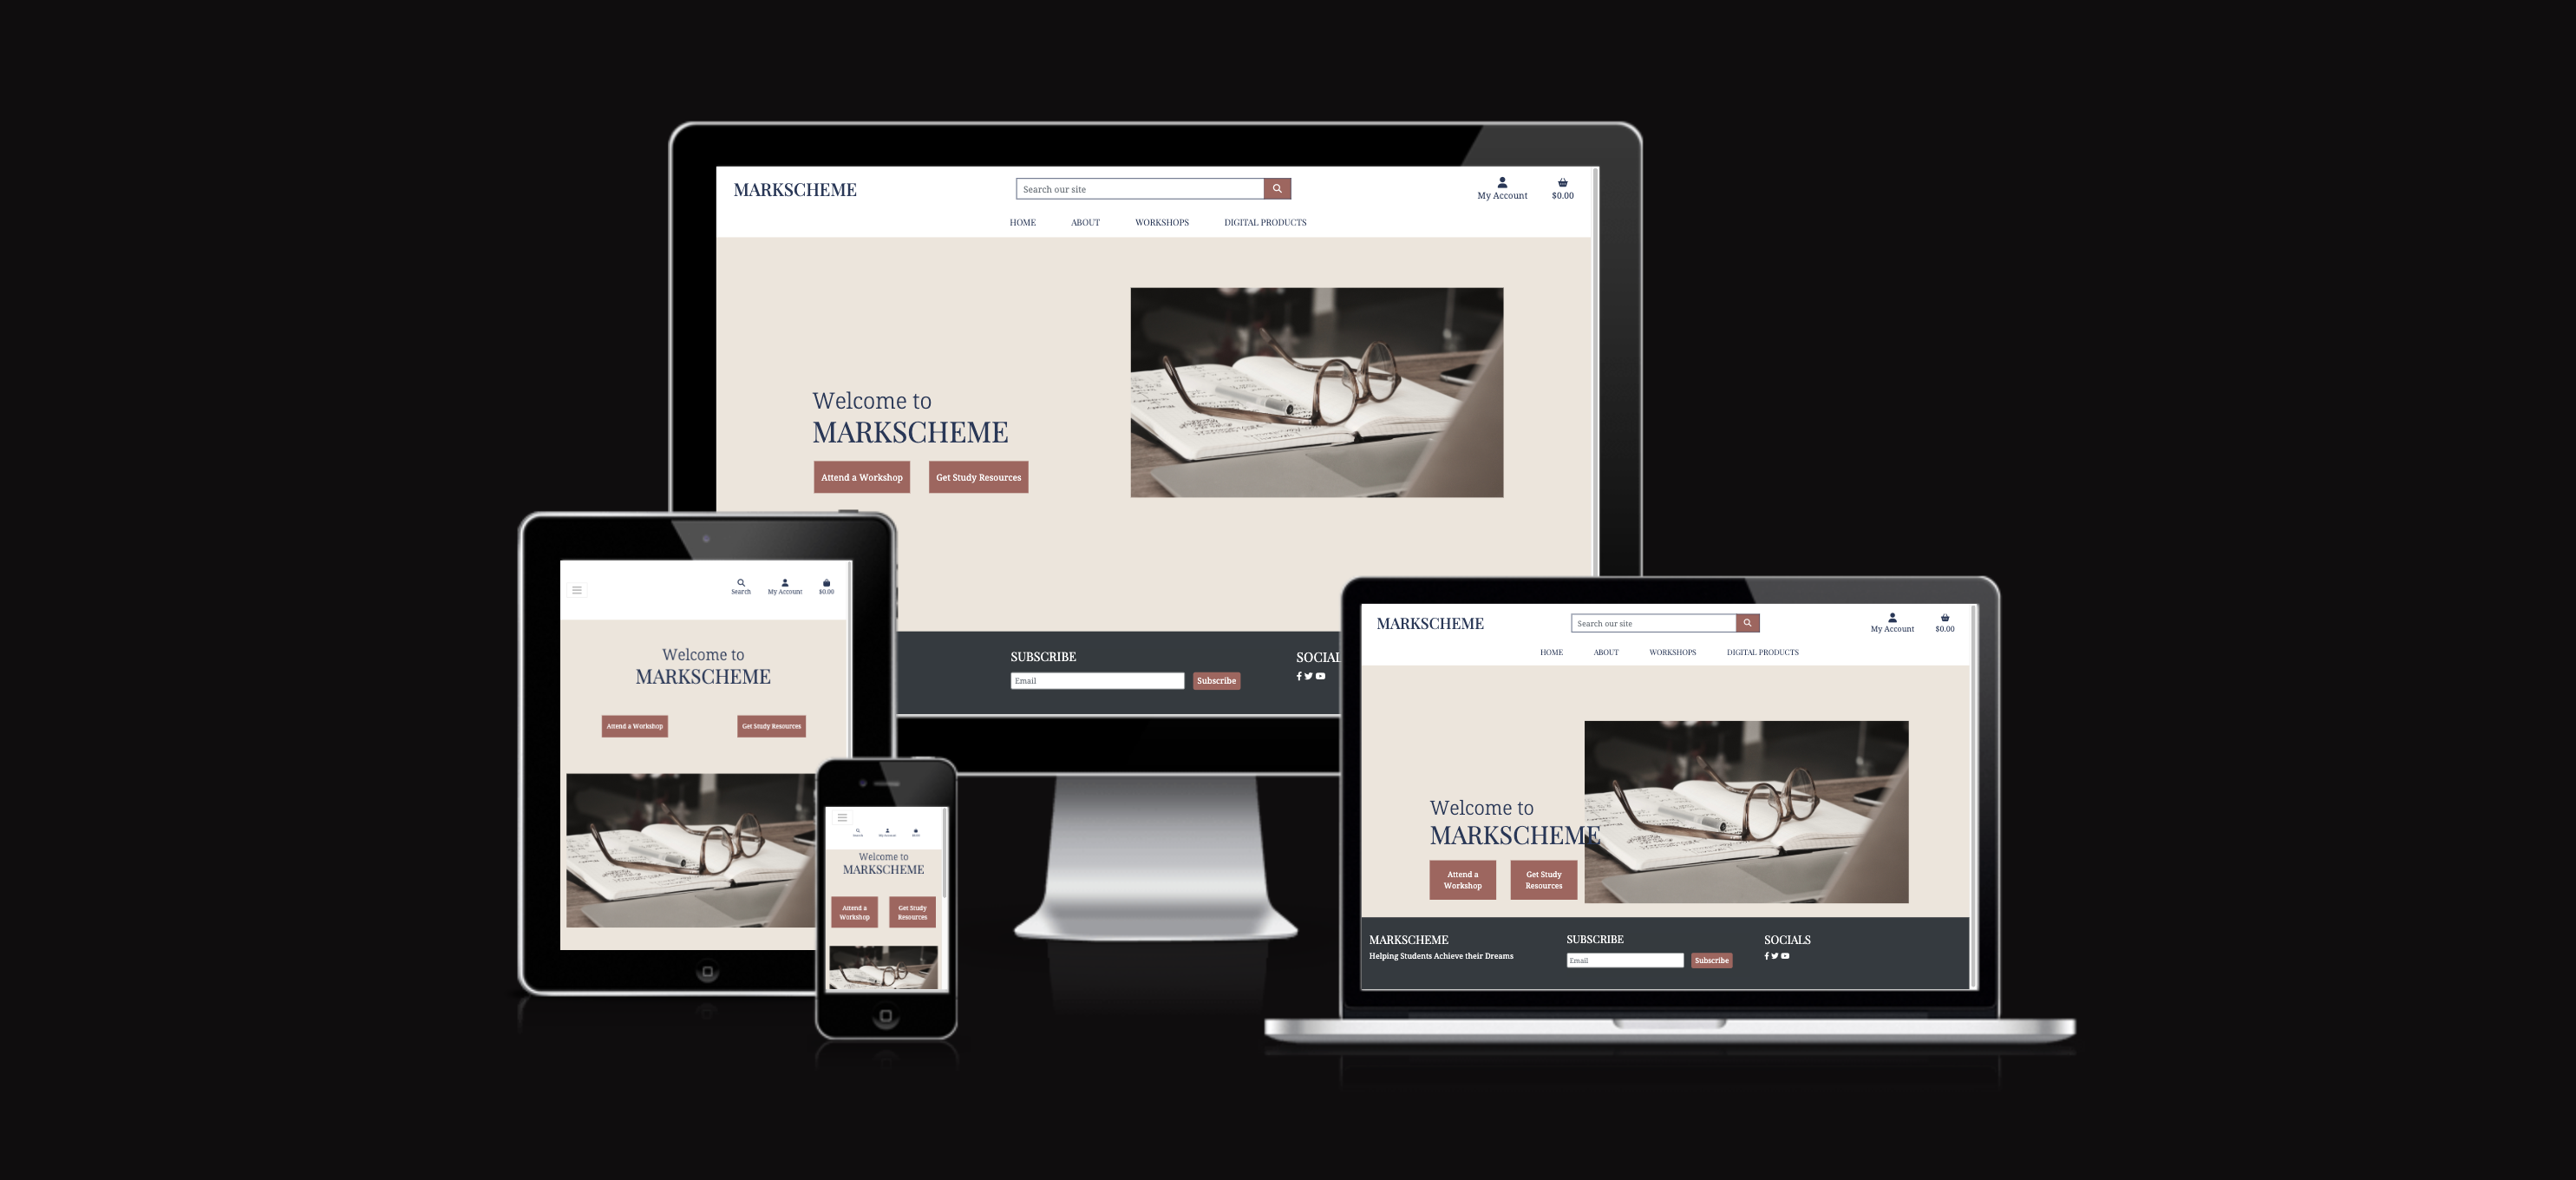 MARKSCHEME
Search our site
My Account
$0.00
HOME ABOUT WORKSHOPS DIGITAL PRODUCTS
Welcome to
MARKSCHEME
Attend a Workshop
Get Study Resources
SUBSCRIBE
Email
Subscribe
SOCIAL
Search
My Account
$0.00
Welcome to
MARKSCHEME
Attend a Workshop
Get Study Resources
Welcome to
MARKSCHEME
Attend a
Workshop
Get Study
Resources
MARKSCHEME
Search our site
My Account
$0.00
HOME ABOUT WORKSHOPS DIGITAL PRODUCTS
Welcome to
MARKSCHEME
Attend a
Workshop
Get Study
Resources
MARKSCHEME
Helping Students Achieve their Dreams
SUBSCRIBE
Email
Subscribe
SOCIALS